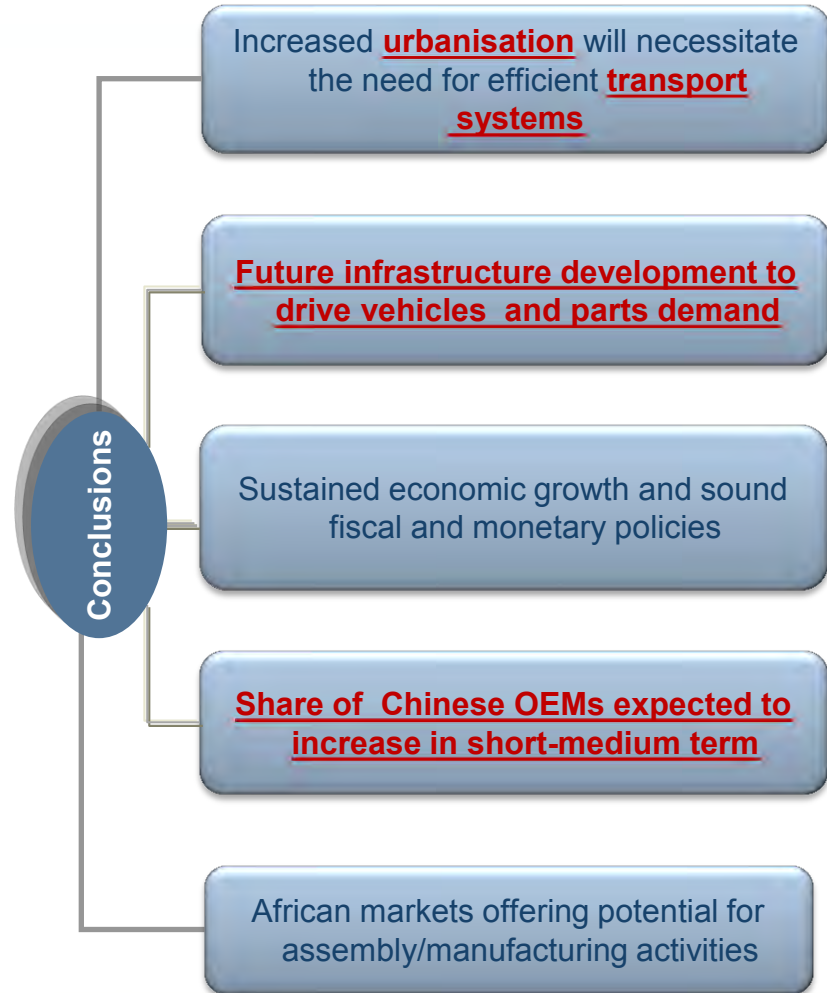 Increased urbanisation will necessitate
the need for efficient transport
systems
Future infrastructure development to
drive vehicles and parts demand
Conclusions
Sustained economic growth and sound
fiscal and monetary policies
Share of Chinese OEMs expected to
increase in short-medium term
African markets offering potential for
assembly/manufacturing activities